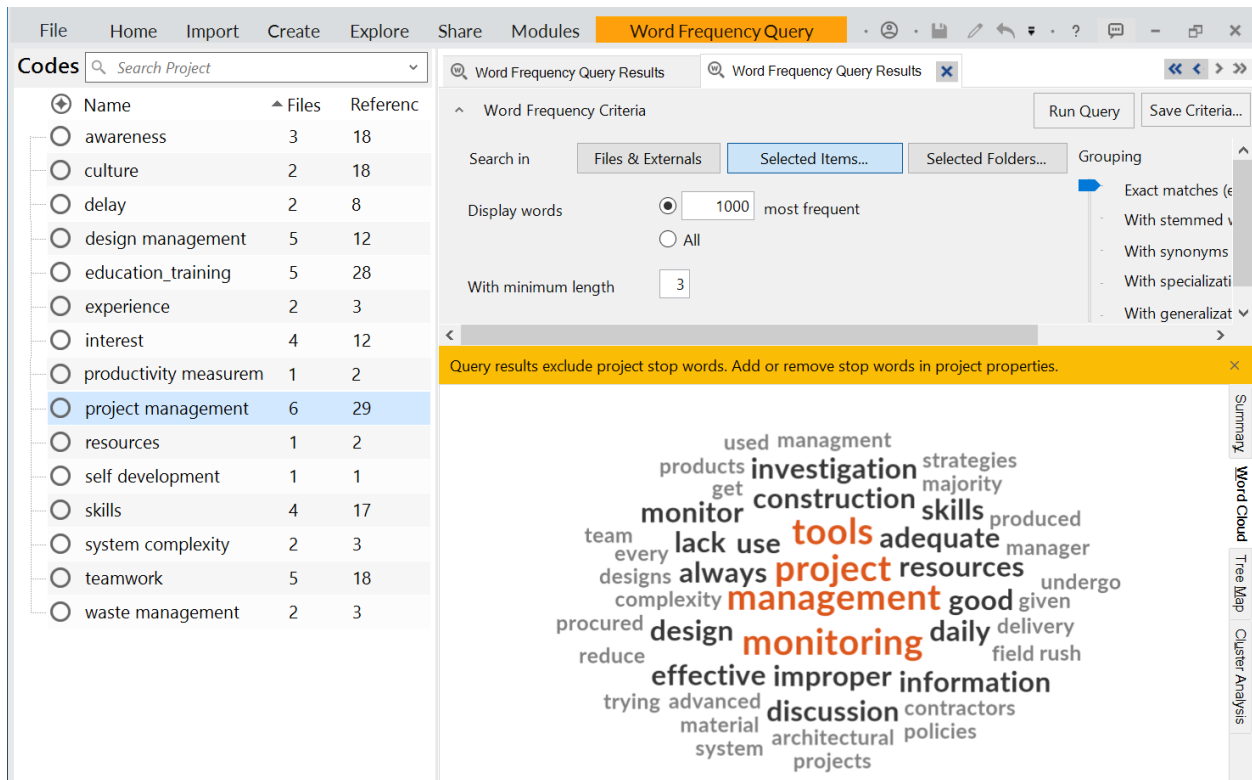 File Home Import Create Explore Share Modules Word Frequency Query
Codes Search Project
Name Files Referenc
awareness 3 18
culture 2 18
delay 2 8
design management 5 12
education_training 5 28
experience 2 3
interest 4 12
productivity measurem 1 2
project management 6 29
resources 1 2
self development 1 1
skills 4 17
system complexity 2 3
teamwork 5 18
waste management 2 3
Word Frequency Query Results Word Frequency Query Results
Word Frequency Criteria Run Query Save Criteria...
Search in Files & Externals Selected Items... Selected Folders... Grouping
Exact matches (e
Display words 1000 most frequent
With stemmed w
All
With synonyms
With minimum length 3
With specializati
With generalizat
Query results exclude project stop words. Add or remove stop words in project properties.
used managment
products investigation strategies
get construction majority
monitor skills produced
team tools adequate manager
every lack use
designs always project resources undergo
complexity management good given
procured design daily delivery
reduce monitoring field rush
effective improper information
trying advanced discussion contractors
material architectural policies
system projects
Summary
Word Cloud
Tree Map
Cluster Analysis